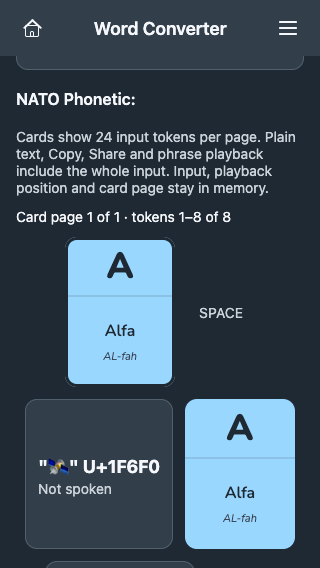 Word Converter
NATO Phonetic:
Cards show 24 input tokens per page. Plain
text, Copy, Share and phrase playback
include the whole input. Input, playback
position and card page stay in memory.
Card page 1 of 1 · tokens 1–8 of 8
A
Alfa
AL-fah
SPACE
"🛰" U+1F6F0
Not spoken
A
Alfa
AL-fah